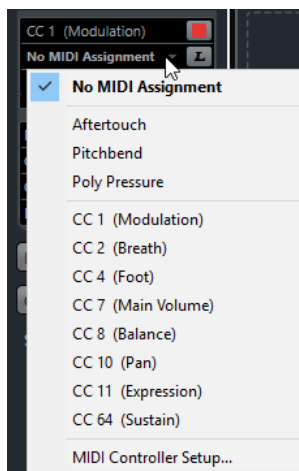 CC 1 (Modulation)
No MIDI Assignment L
No MIDI Assignment
Aftertouch
Pitchbend
Poly Pressure
CC 1 (Modulation)
CC 2 (Breath)
CC 4 (Foot)
CC 7 (Main Volume)
CC 8 (Balance)
CC 10 (Pan)
CC 11 (Expression)
CC 64 (Sustain)
MIDI Controller Setup...